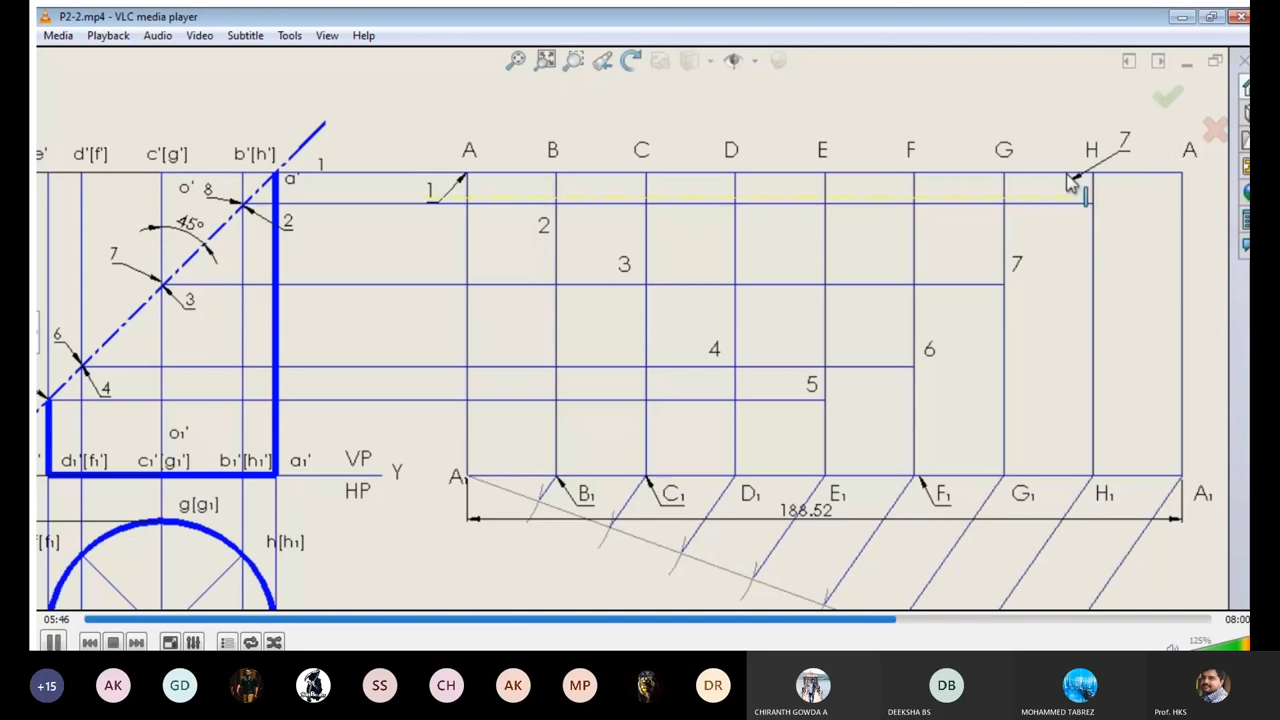 P2-2.mp4 - VLC media player
Media Playback Audio Video Subtitle Tools View Help
e' d'[f'] c'[g'] b'[h'] 1 A B C D E F G H 7 A
o' 8 a' 1
45° 2 2
7 3 7
3
6 4 6
4 5
o₁'
d₁'[f₁'] c₁'[g₁'] b₁'[h₁'] a₁' VP Y A₁
HP B₁ C₁ D₁ E₁ F₁ G₁ H₁ A₁
g[g₁] 188.52
[f₁] h[h₁]
05:46 08:00
125%
+15 AK GD SS CH AK MP DR DB
CHIRANTH GOWDA A DEEKSHA BS MOHAMMED TABREZ Prof. HKS